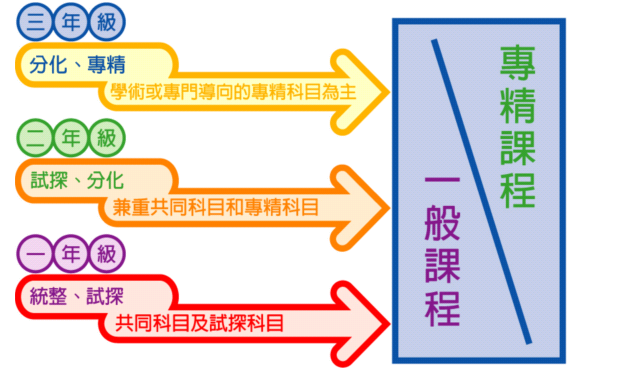 三年級
分化、專精
學術或專門導向的專精科目為主
二年級
試探、分化
兼重共同科目和專精科目
一年級
統整、試探
共同科目及試探科目
專精課程
一般課程